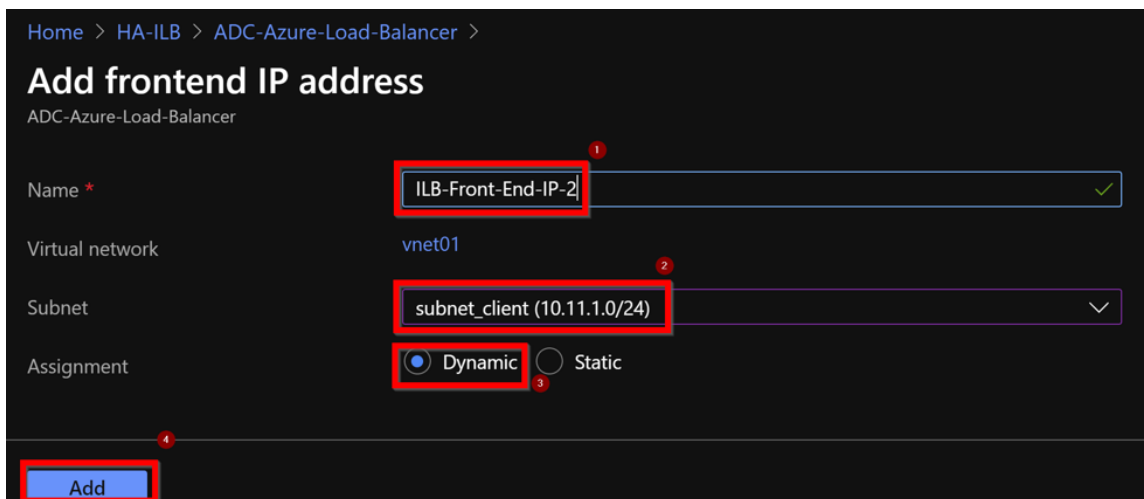 Home > HA-ILB > ADC-Azure-Load-Balancer >
Add frontend IP address
ADC-Azure-Load-Balancer
1
Name * ILB-Front-End-IP-2
Virtual network vnet01
2
Subnet subnet_client (10.11.1.0/24)
Assignment Dynamic Static
3
4
Add